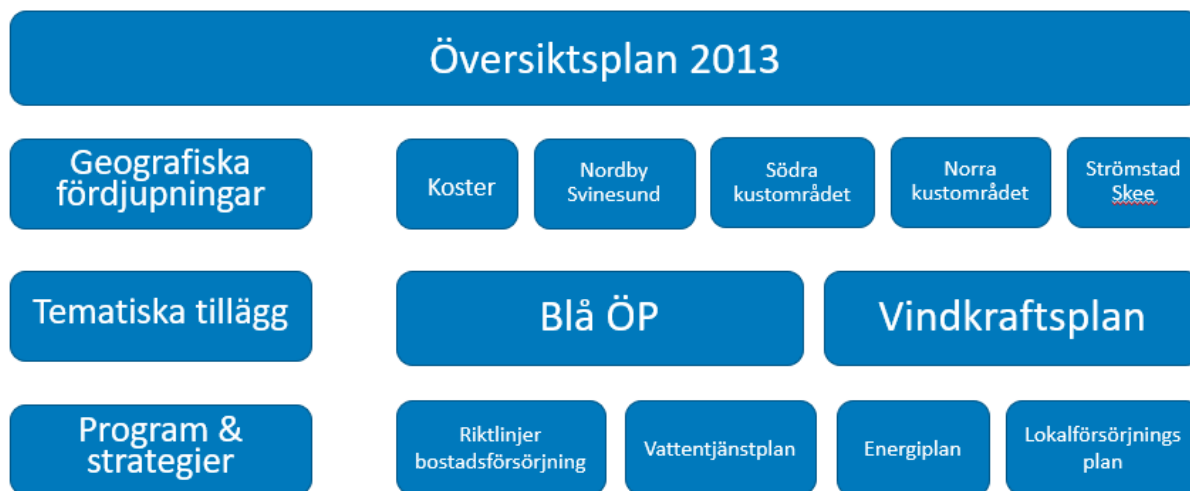 Översiktsplan 2013
Geografiska
fördjupningar
Koster
Nordby
Svinesund
Södra
kustområdet
Norra
kustområdet
Strömstad
Skee
Tematiska tillägg
Blå ÖP
Vindkraftsplan
Program &
strategier
Riktlinjer
bostadsförsörjning
Vattentjänstplan
Energiplan
Lokalförsörjnings
plan